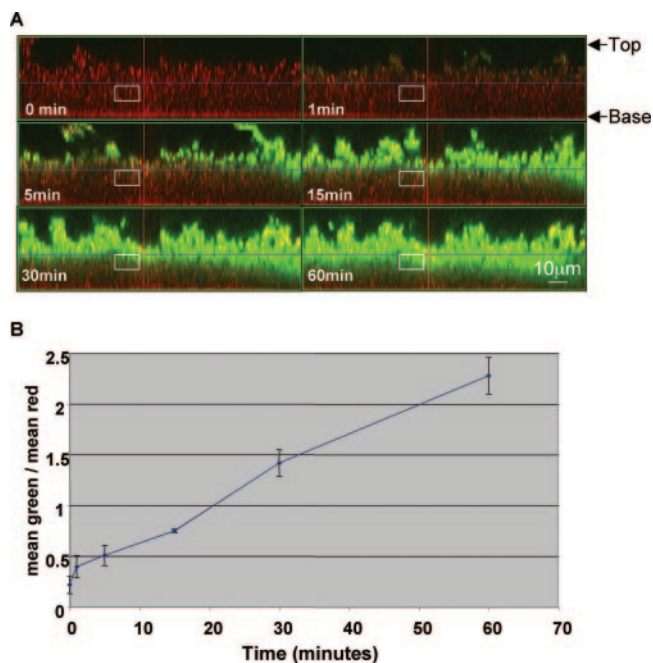 A
Top
0 min
1min
Base
5min
15min
30min
60min
10μm
B
2.5
2
1.5
1
0.5
0
mean green / mean red
0 10 20 30 40 50 60 70
Time (minutes)